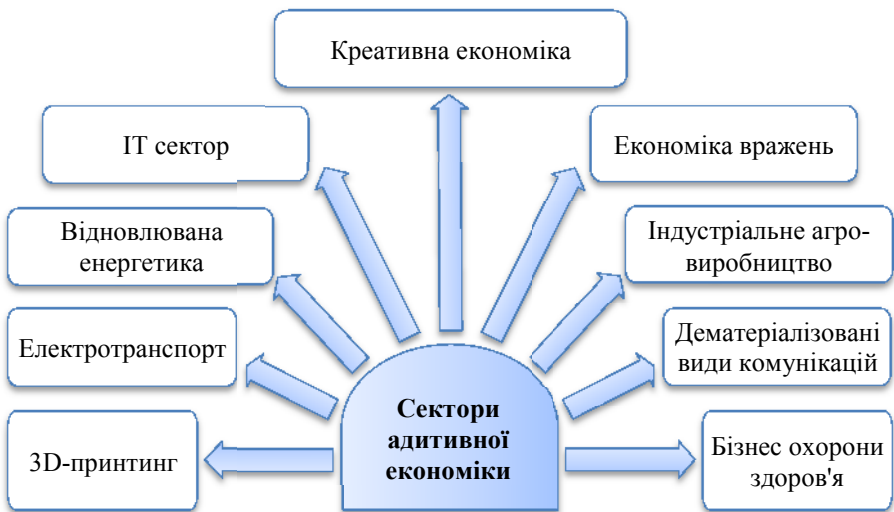 Креативна економіка
ІТ сектор
Економіка вражень
Відновлювана
енергетика
Індустріальне агро-
виробництво
Електротранспорт
Дематеріалізовані
види комунікацій
Сектори
адитивної
економіки
3D-принтинг
Бізнес охорони
здоров'я